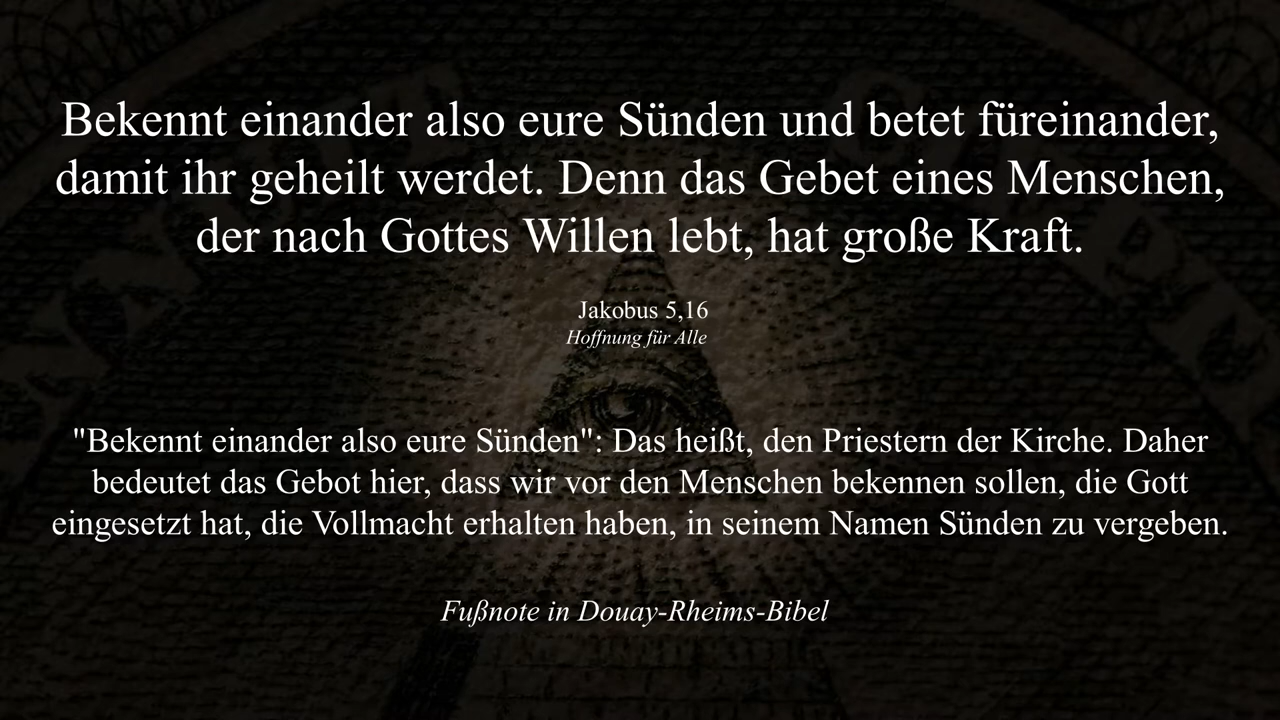 Bekennt einander also eure Sünden und betet füreinander,
damit ihr geheilt werdet. Denn das Gebet eines Menschen,
der nach Gottes Willen lebt, hat große Kraft.
Jakobus 5,16
Hoffnung für Alle
"Bekennt einander also eure Sünden": Das heißt, den Priestern der Kirche. Daher
bedeutet das Gebot hier, dass wir vor den Menschen bekennen sollen, die Gott
eingesetzt hat, die Vollmacht erhalten haben, in seinem Namen Sünden zu vergeben.
Fußnote in Douay-Rheims-Bibel